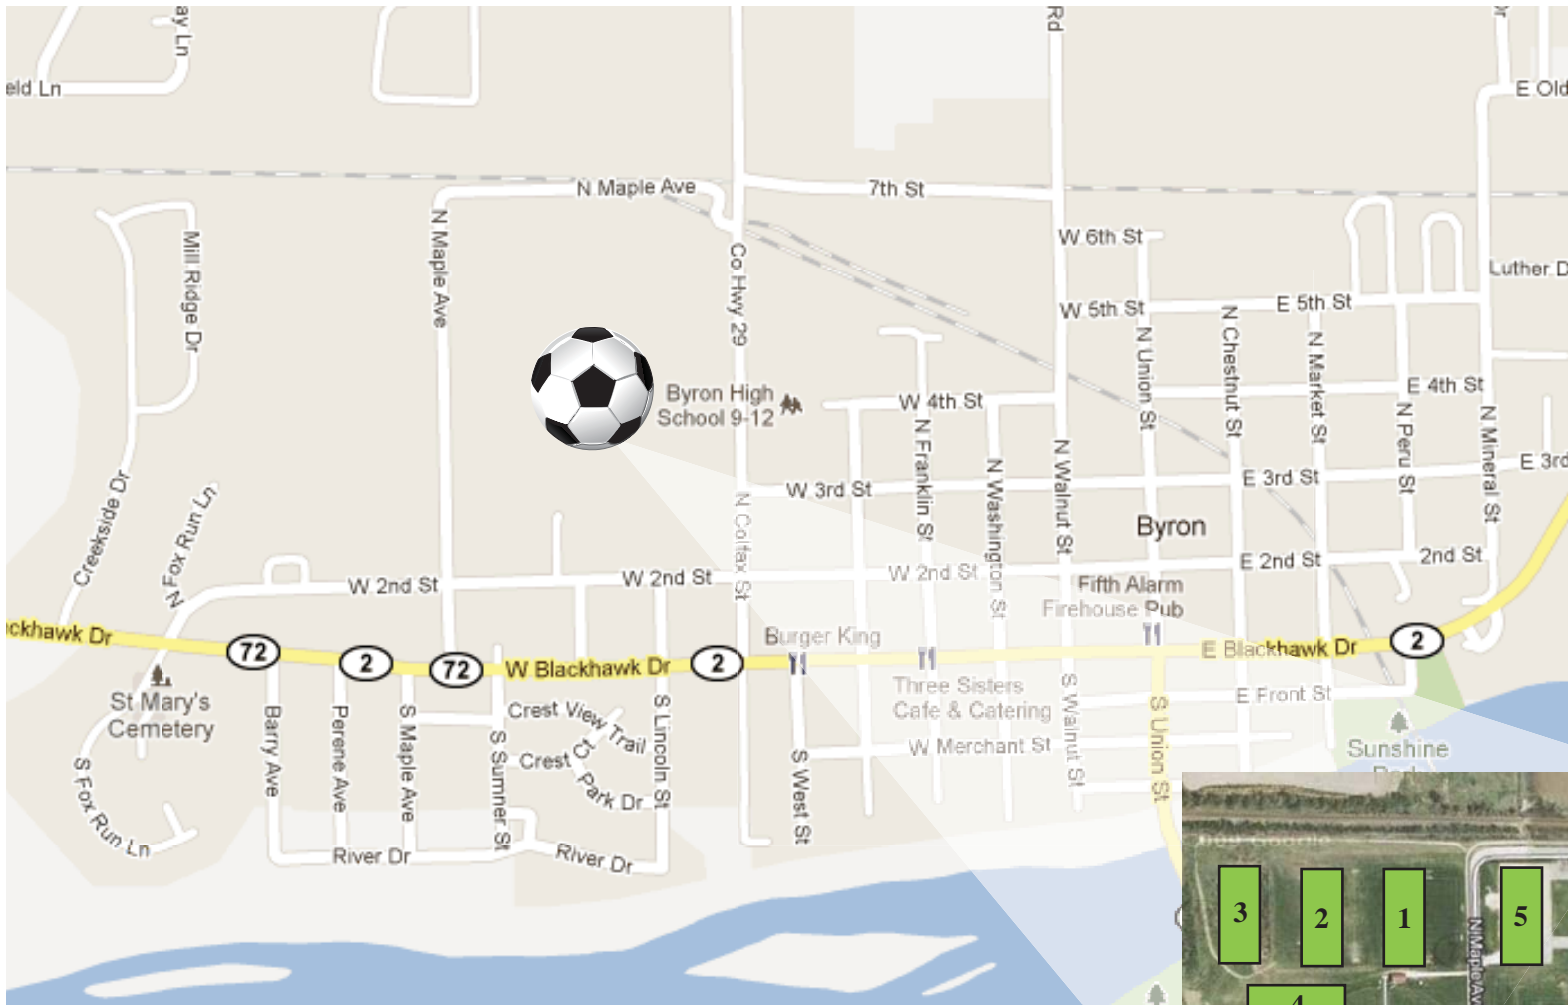 ay Ln
eld Ln
Rd
Dr
E Old
N Maple Ave
7th St
N Maple Ave
Mill Ridge Dr
Co Hwy 29
W 6th St
Luther D
W 5th St
E 5th St
N Union St
N Chestnut St
N Market St
Byron High
School 9-12
W 4th St
E 4th St
N Franklin St
N Washington St
N Walnut St
N Peru St
N Mineral St
W 3rd St
E 3rd St
E 3rd
Creekside Dr
N Fox Run Ln
N Colfax St
Byron
W 2nd St
W 2nd St
W 2nd St
E 2nd St
2nd St
Fifth Alarm
Firehouse Pub
ackhawk Dr
72
2
72
W Blackhawk Dr
2
Burger King
E Blackhawk Dr
2
St Mary's
Cemetery
Three Sisters
Cafe & Catering
E Front St
Barry Ave
Perene Ave
S Maple Ave
S Sumner St
Crest View Trail
Crest Ct
Park Dr
S Lincoln St
S West St
S Walnut St
S Union St
W Merchant St
Sunshine
S Fox Run Ln
River Dr
River Dr
3
2
1
5
N Maple Av
4